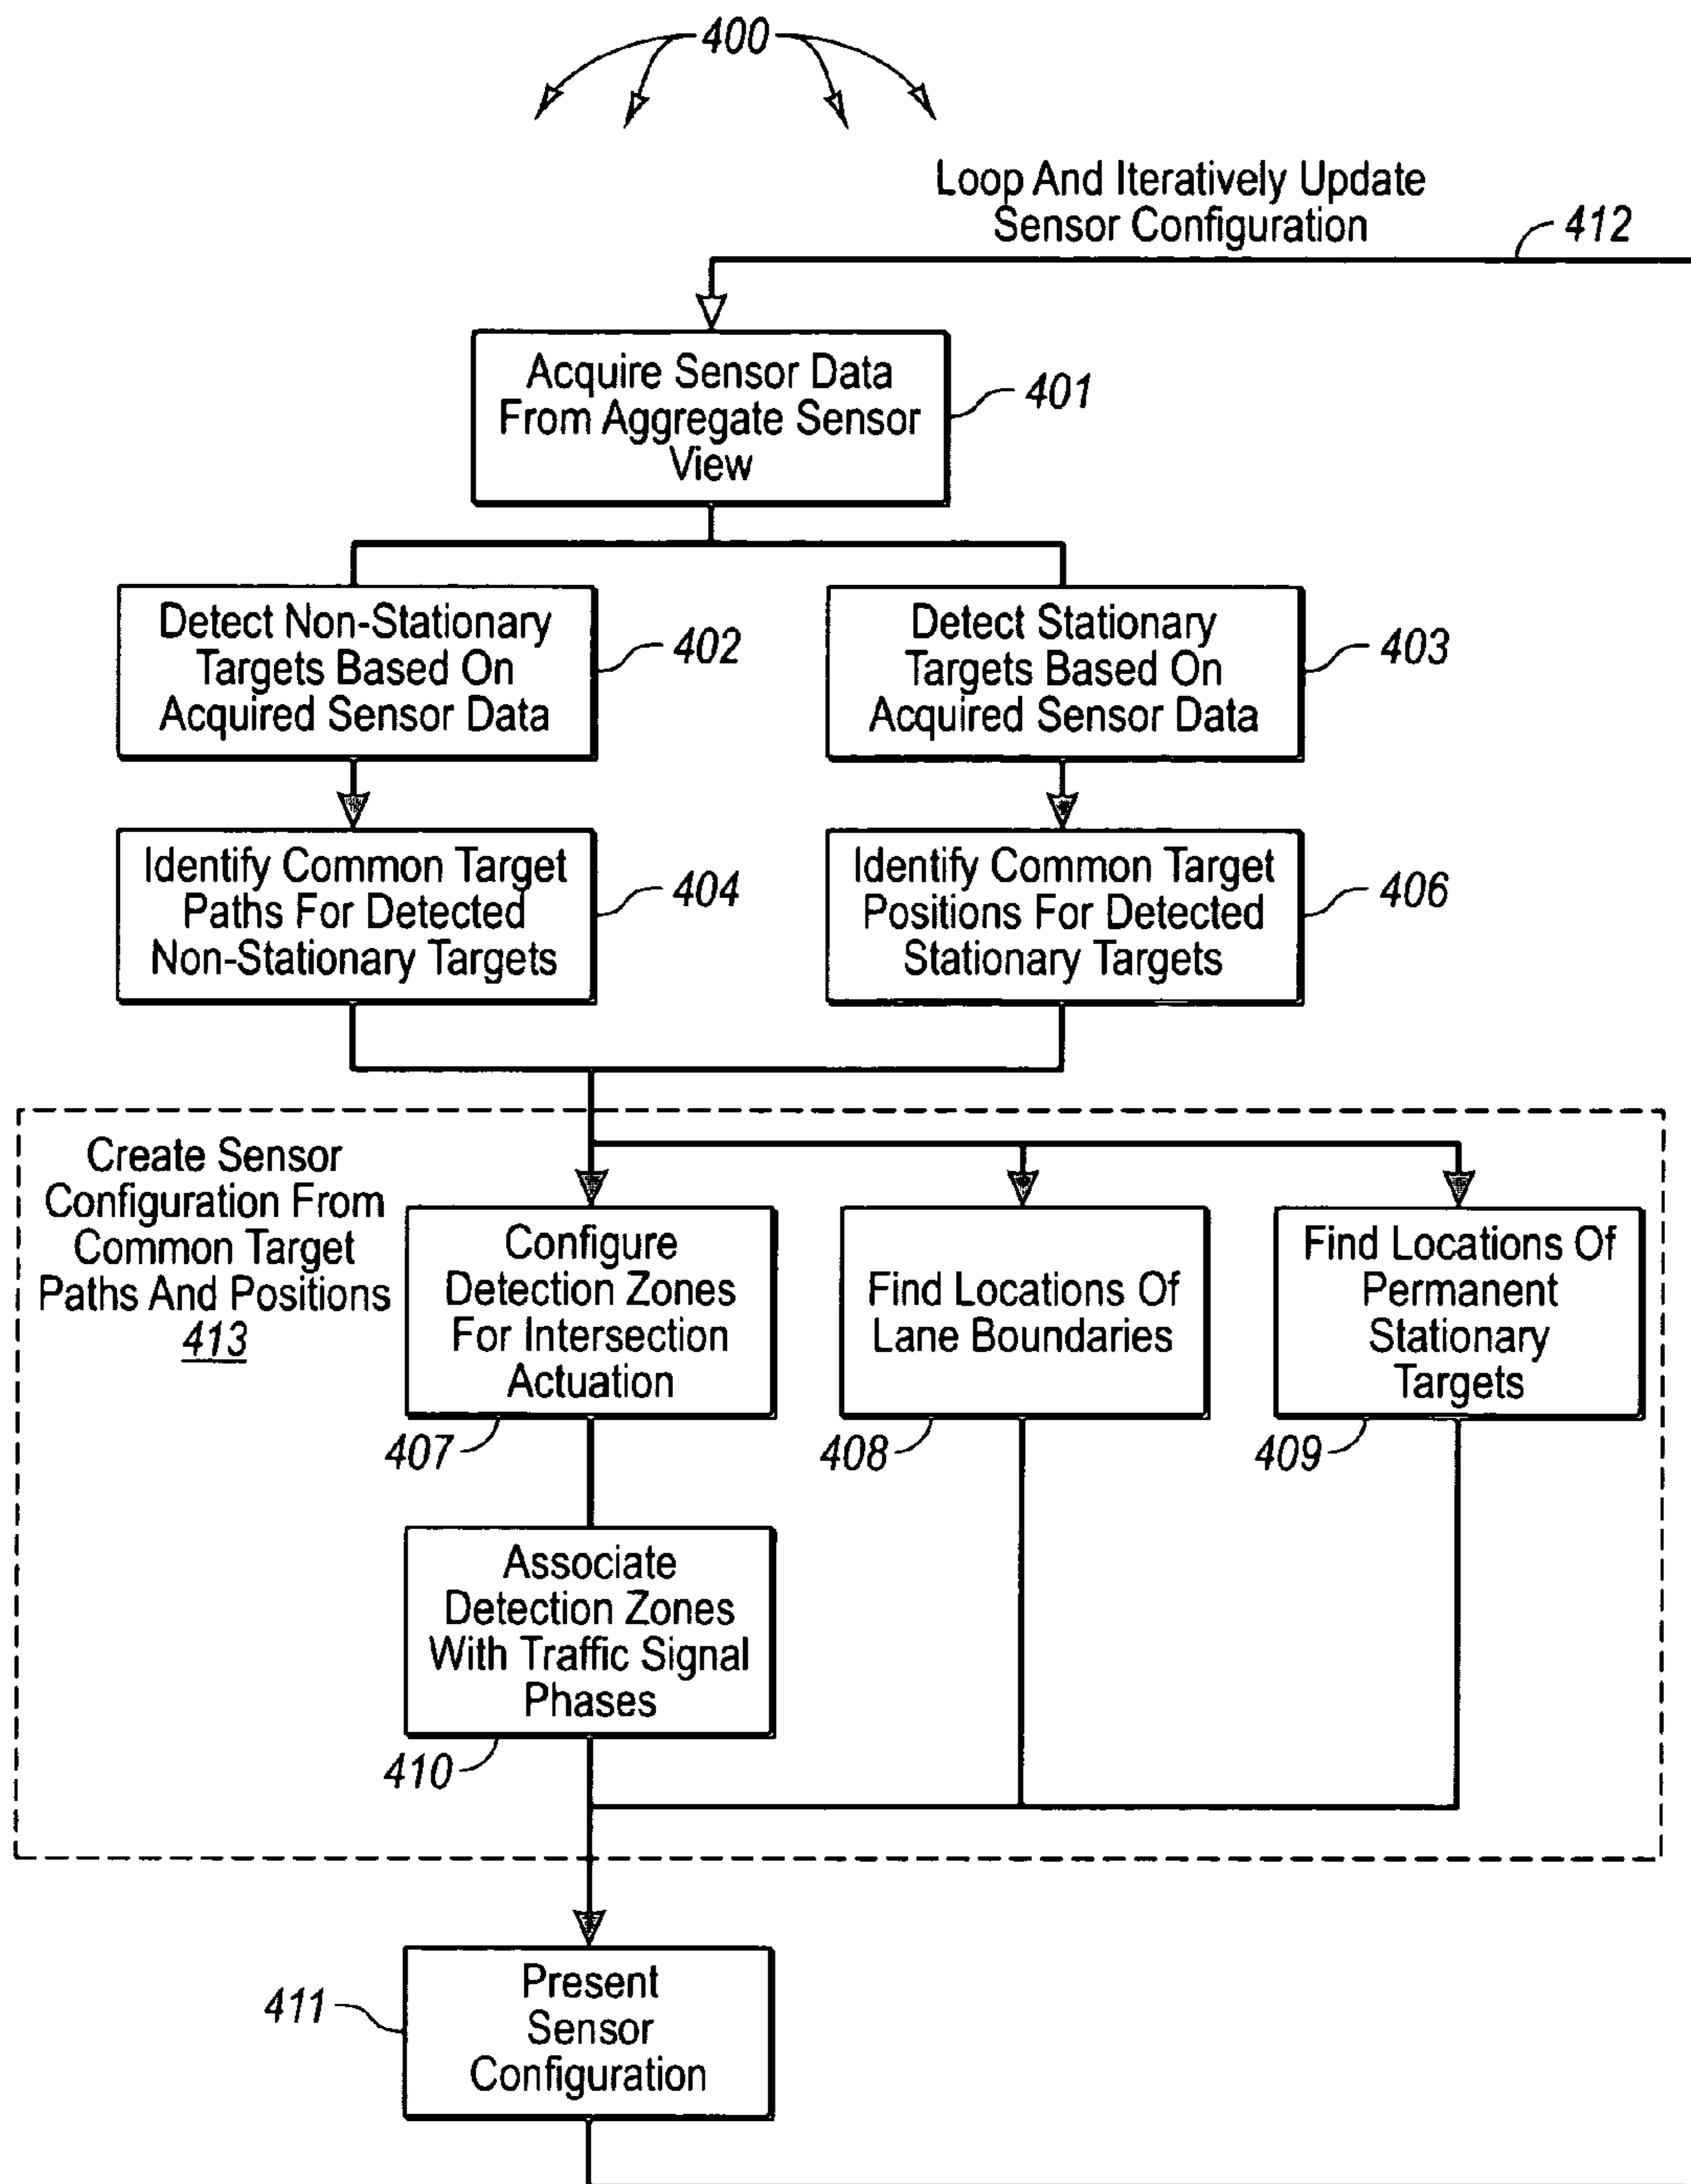 400
Loop And Iteratively Update
Sensor Configuration
412
Acquire Sensor Data
From Aggregate Sensor
View
401
Detect Non-Stationary
Targets Based On
Acquired Sensor Data
402
Detect Stationary
Targets Based On
Acquired Sensor Data
403
Identify Common Target
Paths For Detected
Non-Stationary Targets
404
Identify Common Target
Positions For Detected
Stationary Targets
406
Create Sensor
Configuration From
Common Target
Paths And Positions
413
Configure
Detection Zones
For Intersection
Actuation
407
Find Locations Of
Lane Boundaries
408
Find Locations Of
Permanent
Stationary
Targets
409
Associate
Detection Zones
With Traffic Signal
Phases
410
Present
Sensor
Configuration
411